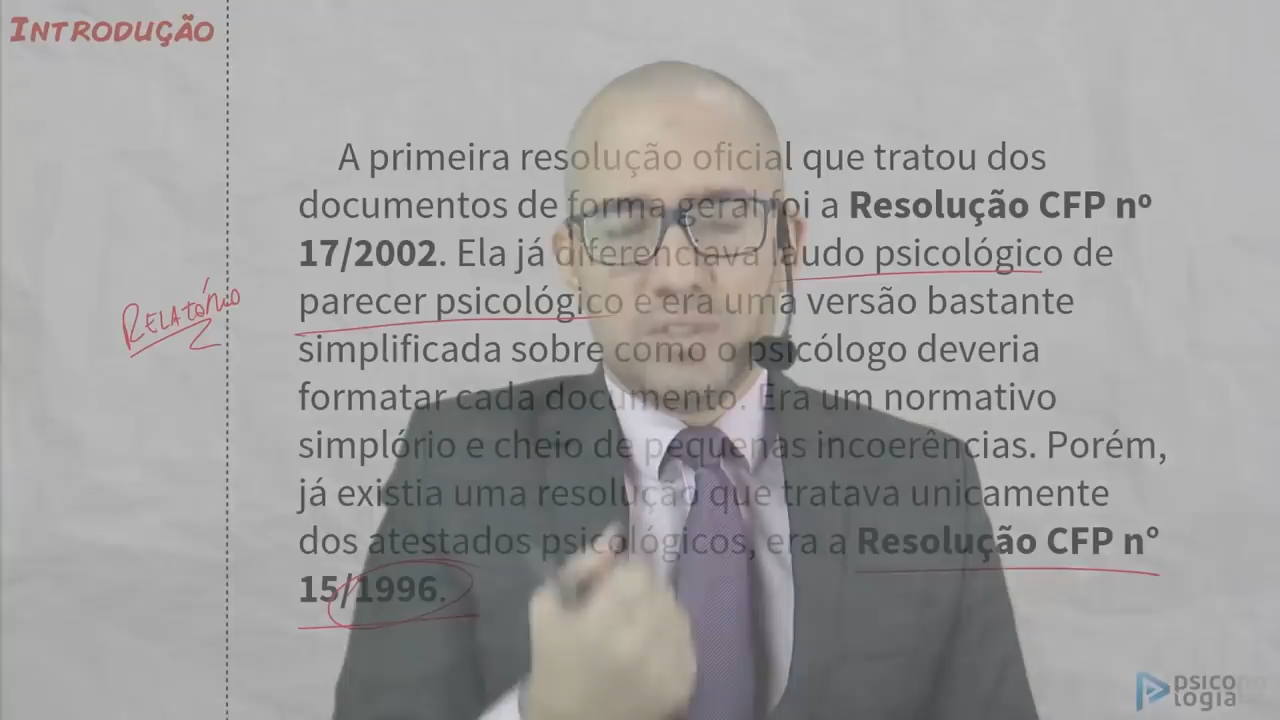 INTRODUÇÃO
A primeira resolução oficial que tratou dos
documentos de forma geral foi a Resolução CFP nº
17/2002. Ela já diferenciava laudo psicológico de
parecer psicológico e era uma versão bastante
simplificada sobre como o psicólogo deveria
formatar cada documento. Era um normativo
simplório e cheio de pequenas incoerências. Porém,
já existia uma resolução que tratava unicamente
dos atestados psicológicos, era a Resolução CFP n°
15/1996.
RELATÓRIO
psico
logia